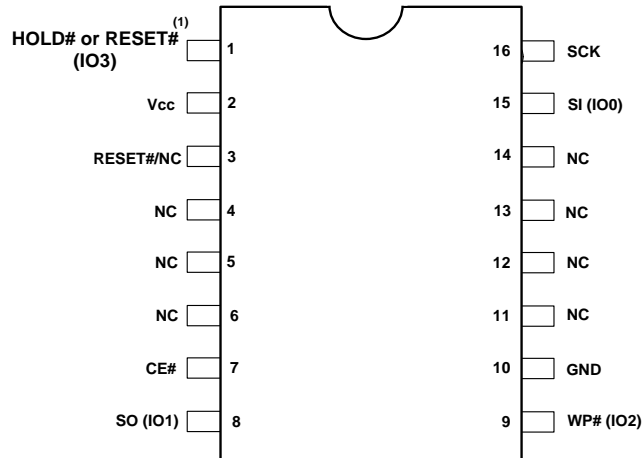 (1)
HOLD# or RESET# 1 16 SCK
(IO3)
Vcc 2 15 SI (IO0)
RESET#/NC 3 14 NC
NC 4 13 NC
NC 5 12 NC
NC 6 11 NC
CE# 7 10 GND
SO (IO1) 8 9 WP# (IO2)